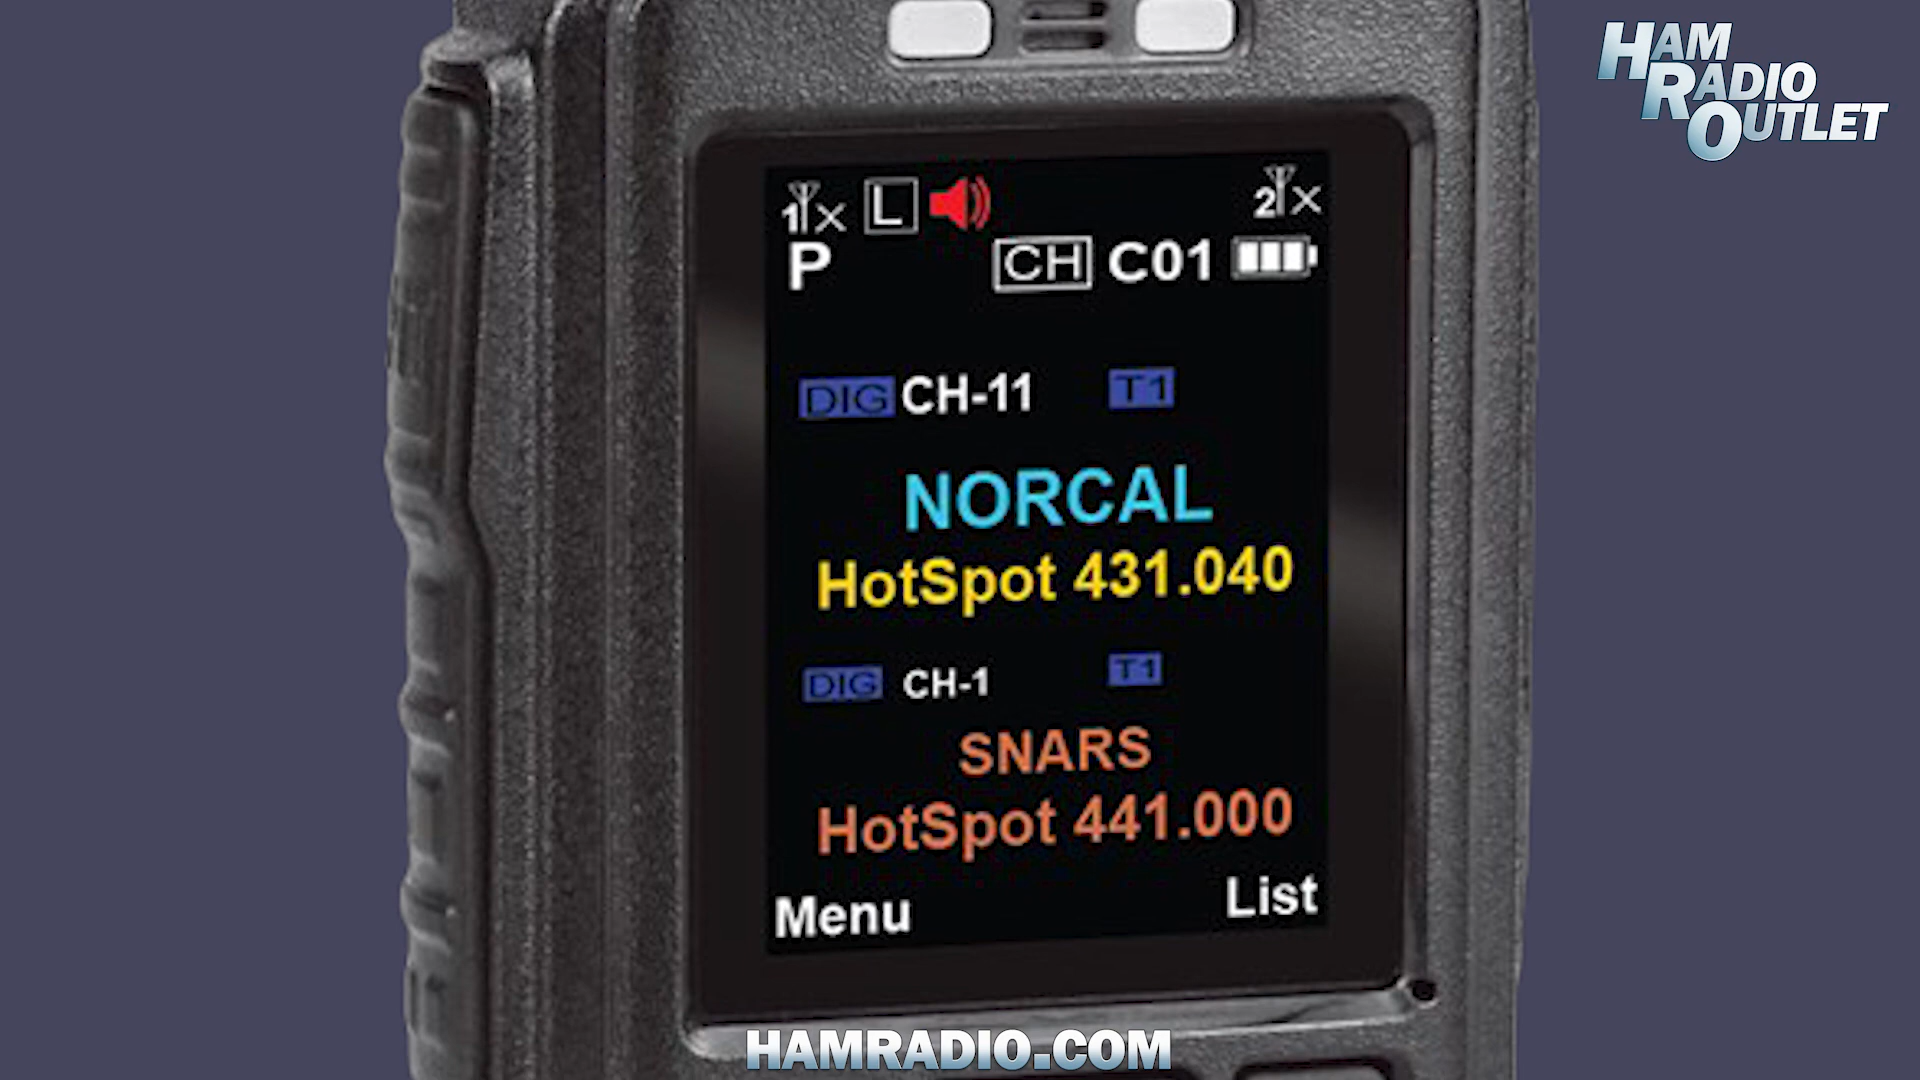 HAM
RADIO
OUTLET
1 X L 2 X
P CH C01
DIG CH-11 T1
NORCAL
HotSpot 431.040
DIG CH-1 T1
SNARS
HotSpot 441.000
Menu List
HAMRADIO.COM